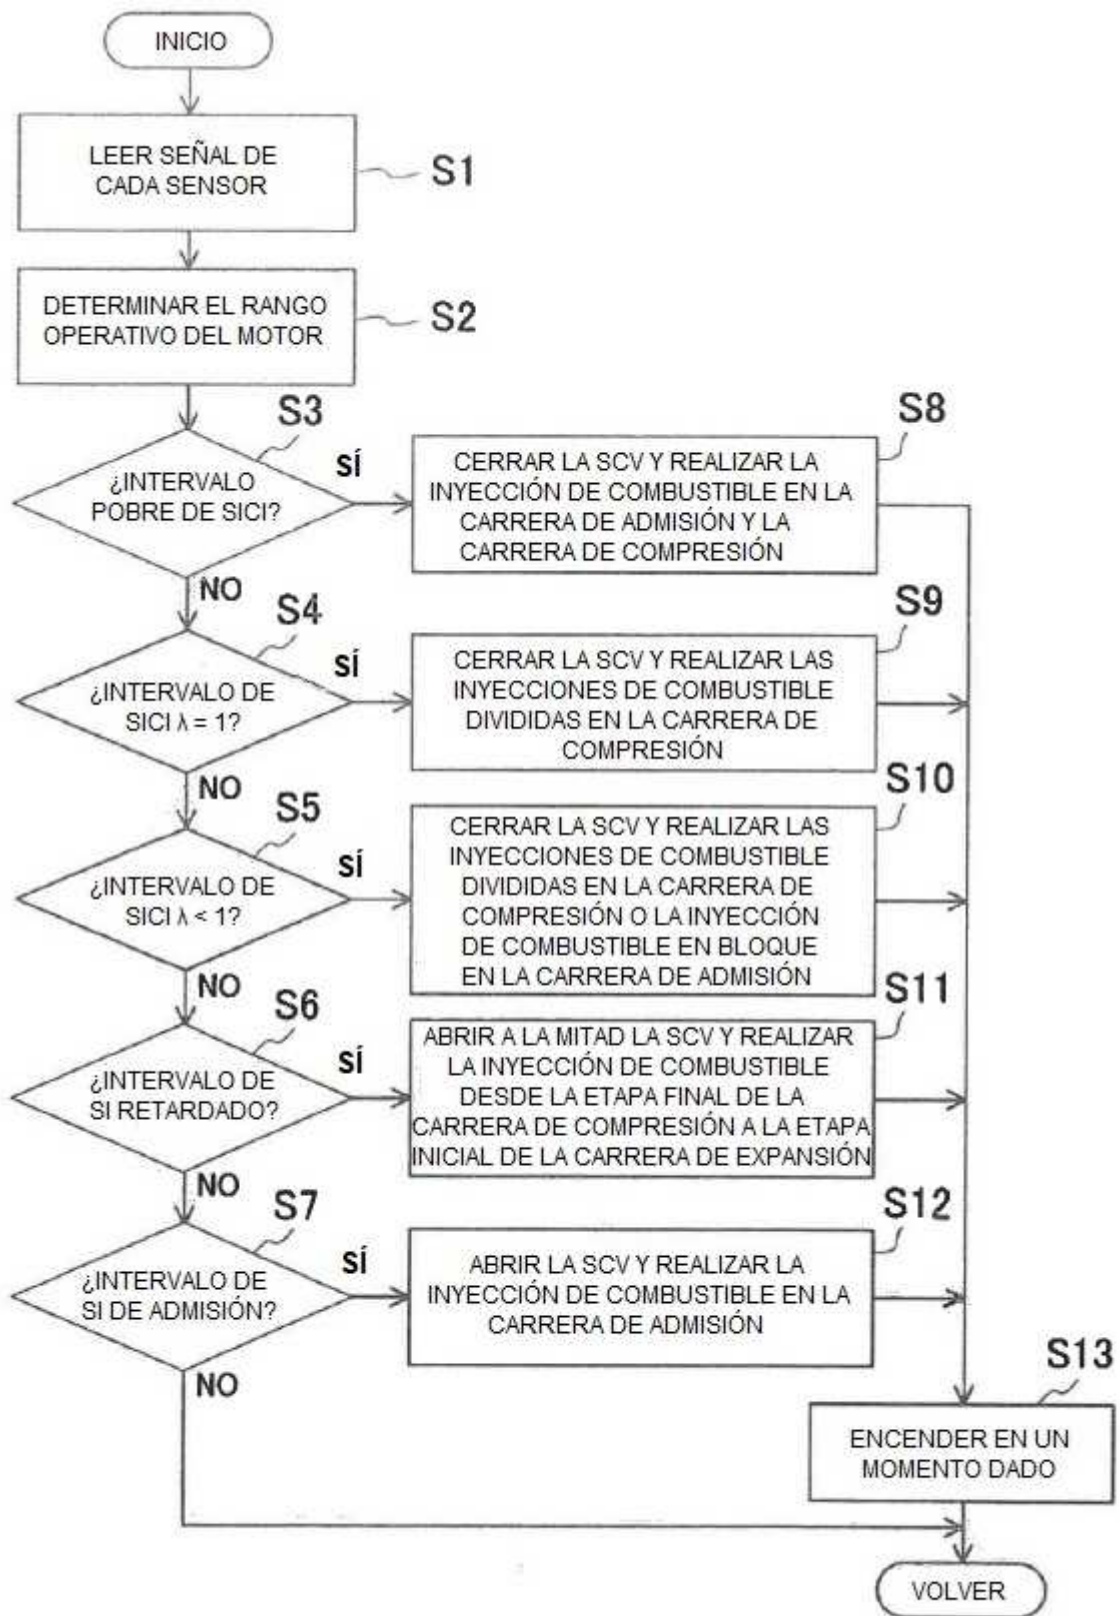 INICIO
LEER SEÑAL DE
CADA SENSOR
S1
DETERMINAR EL RANGO
OPERATIVO DEL MOTOR
S2
S3
¿INTERVALO
POBRE DE SICI?
SÍ
NO
S8
CERRAR LA SCV Y REALIZAR LA
INYECCIÓN DE COMBUSTIBLE EN LA
CARRERA DE ADMISIÓN Y LA
CARRERA DE COMPRESIÓN
S4
¿INTERVALO DE
SICI λ = 1?
SÍ
NO
S9
CERRAR LA SCV Y REALIZAR LAS
INYECCIONES DE COMBUSTIBLE
DIVIDIDAS EN LA CARRERA DE
COMPRESIÓN
S5
¿INTERVALO DE
SICI λ < 1?
SÍ
NO
S10
CERRAR LA SCV Y REALIZAR LAS
INYECCIONES DE COMBUSTIBLE
DIVIDIDAS EN LA CARRERA DE
COMPRESIÓN O LA INYECCIÓN
DE COMBUSTIBLE EN BLOQUE
EN LA CARRERA DE ADMISIÓN
S6
¿INTERVALO DE
SI RETARDADO?
SÍ
NO
S11
ABRIR A LA MITAD LA SCV Y REALIZAR
LA INYECCIÓN DE COMBUSTIBLE
DESDE LA ETAPA FINAL DE LA
CARRERA DE COMPRESIÓN A LA ETAPA
INICIAL DE LA CARRERA DE EXPANSIÓN
S7
¿INTERVALO DE
SI DE ADMISIÓN?
SÍ
NO
S12
ABRIR LA SCV Y REALIZAR LA
INYECCIÓN DE COMBUSTIBLE EN LA
CARRERA DE ADMISIÓN
S13
ENCENDER EN UN
MOMENTO DADO
VOLVER